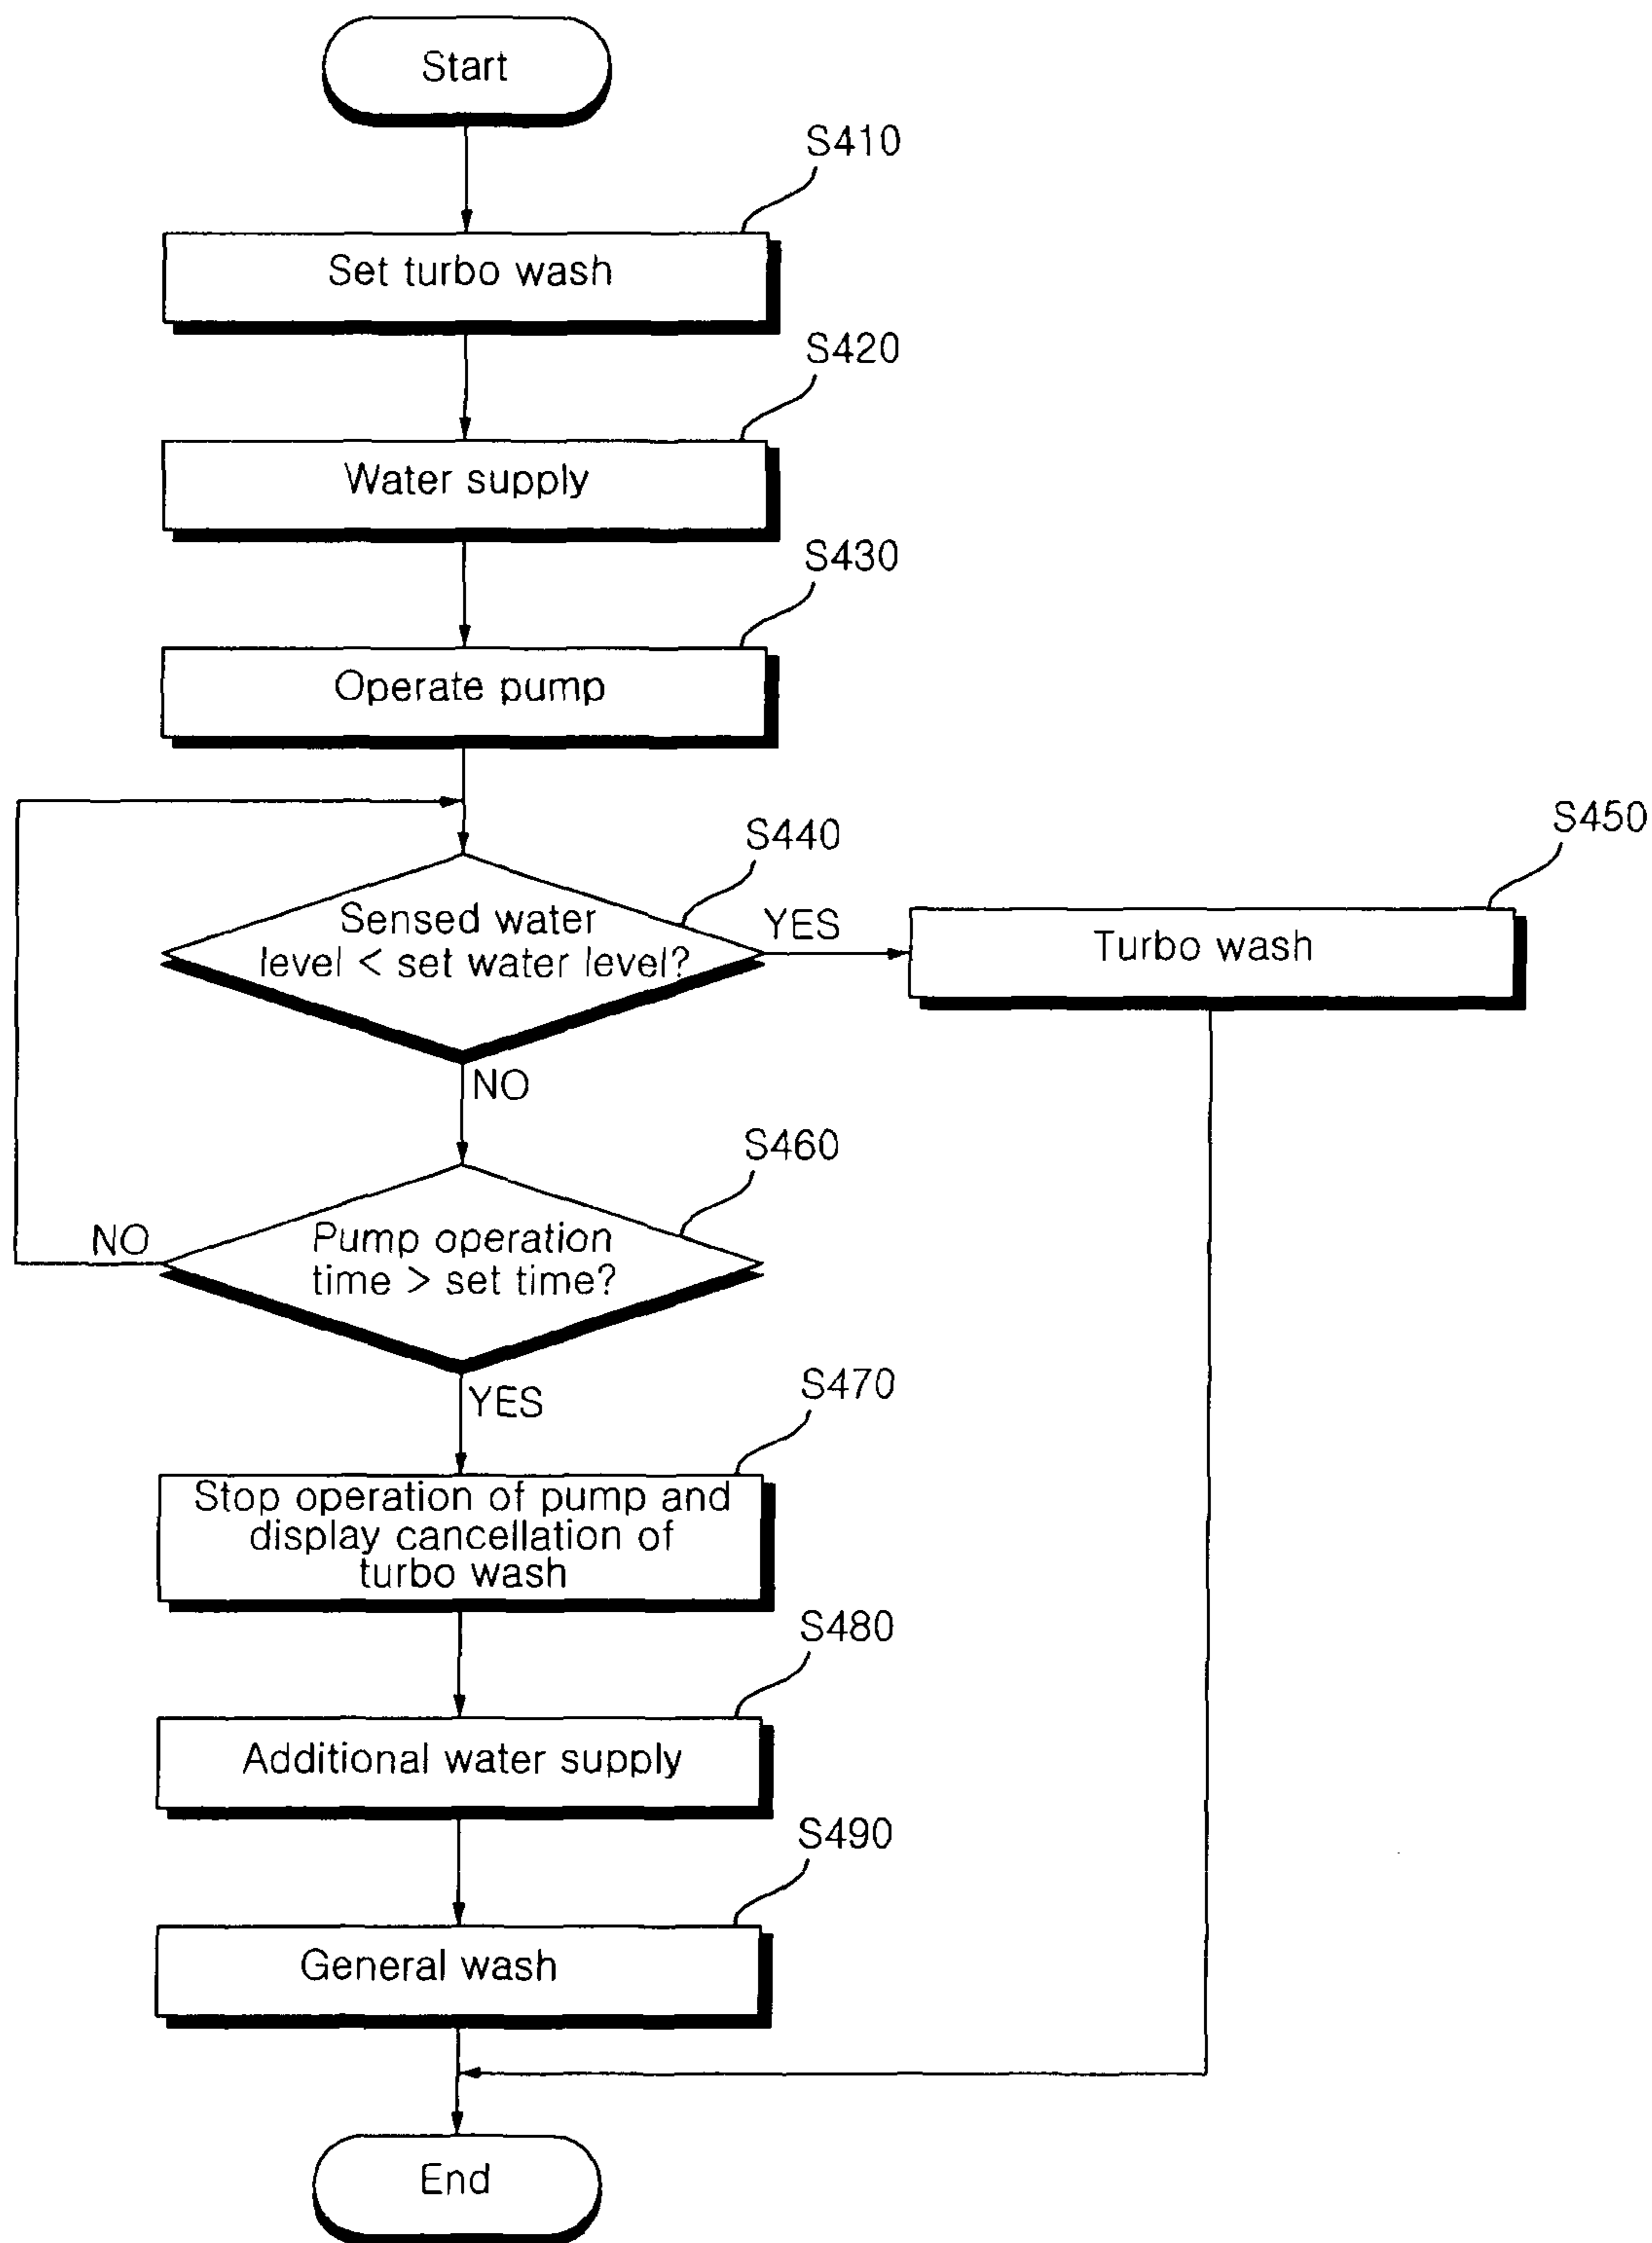 Start
S410
Set turbo wash
S420
Water supply
S430
Operate pump
S440
Sensed water
level < set water level?
YES
S450
Turbo wash
NO
S460
Pump operation
time > set time?
NO
YES
S470
Stop operation of pump and
display cancellation of
turbo wash
S480
Additional water supply
S490
General wash
End